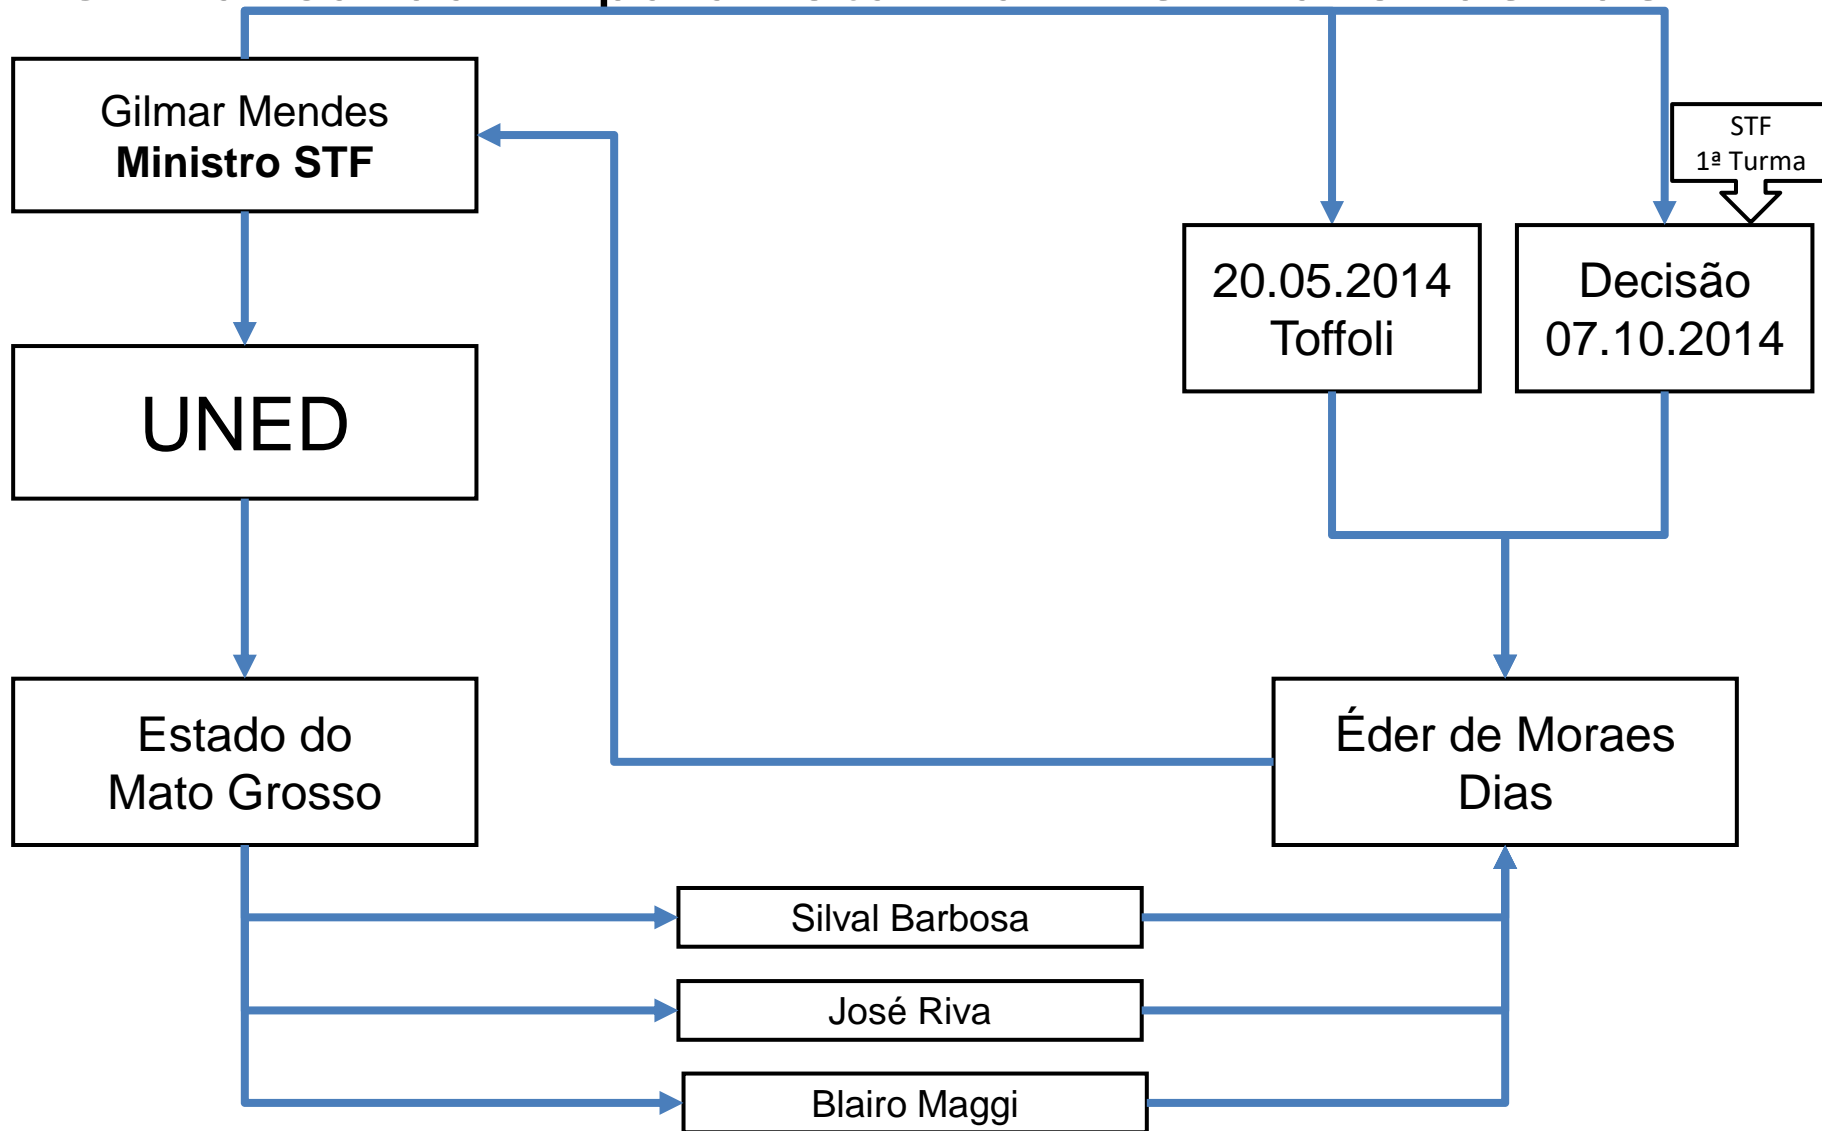 Gilmar Mendes
Ministro STF
STF
1ª Turma
20.05.2014
Toffoli
Decisão
07.10.2014
UNED
Estado do
Mato Grosso
Éder de Moraes
Dias
Silval Barbosa
José Riva
Blairo Maggi